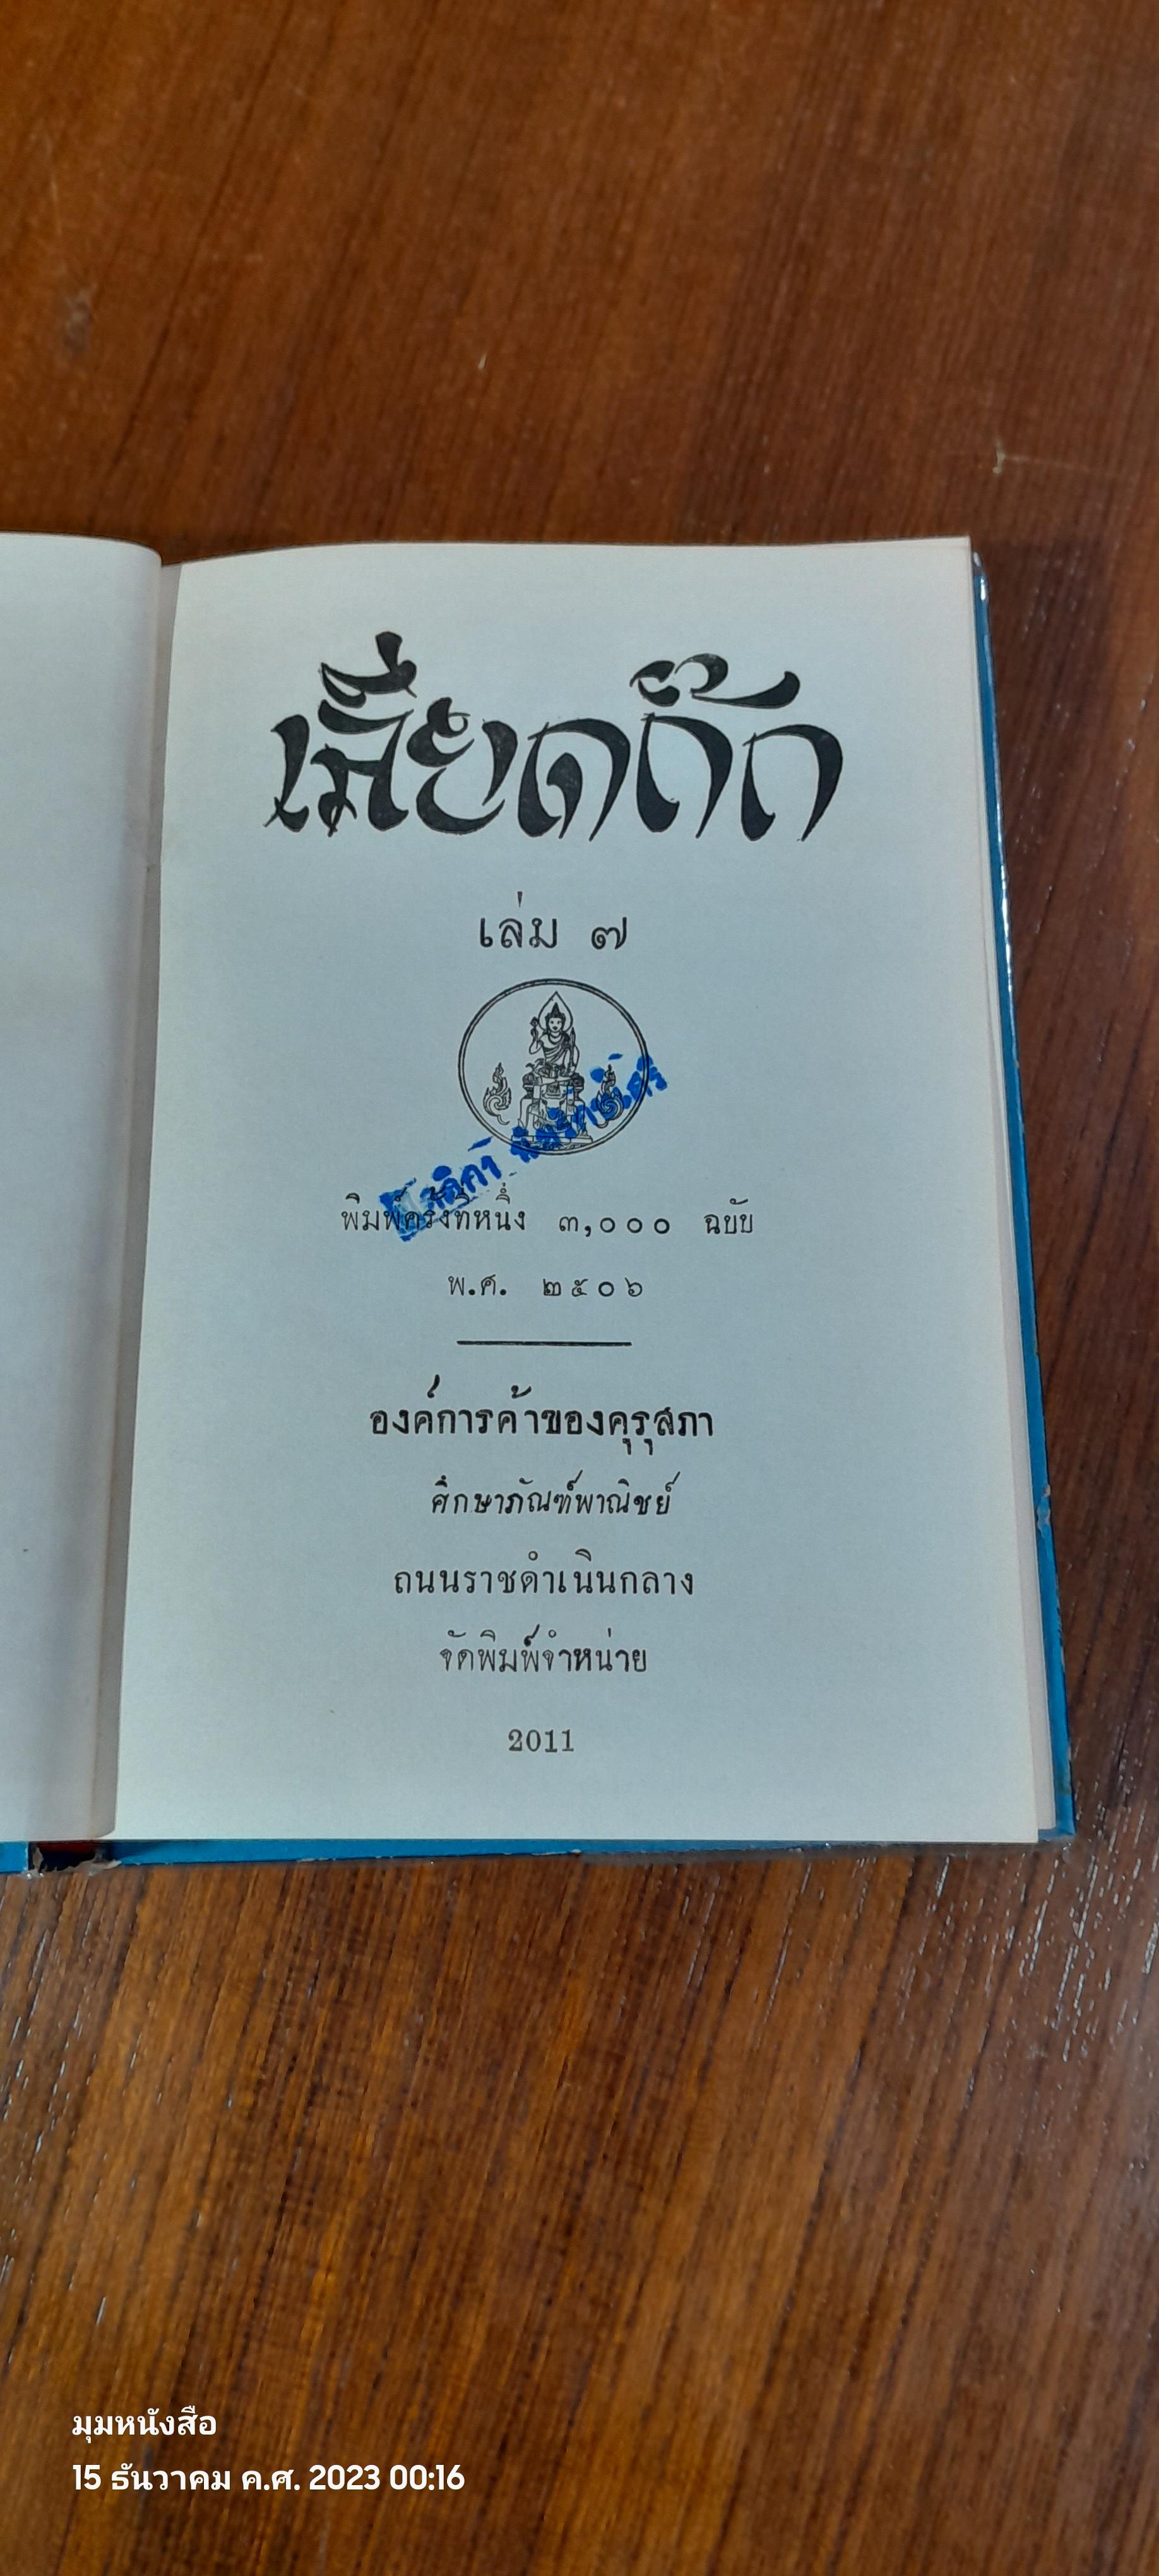 เลียดก๊ก
เล่ม ๗
พิมพ์ครั้งที่หนึ่ง ๓,๐๐๐ ฉบับ
พ.ศ. ๒๕๐๖
องค์การค้าของคุรุสภา
ศึกษาภัณฑ์พาณิชย์
ถนนราชดำเนินกลาง
จัดพิมพ์จำหน่าย
2011
มุมหนังสือ
15 ธันวาคม ค.ศ. 2023 00:16